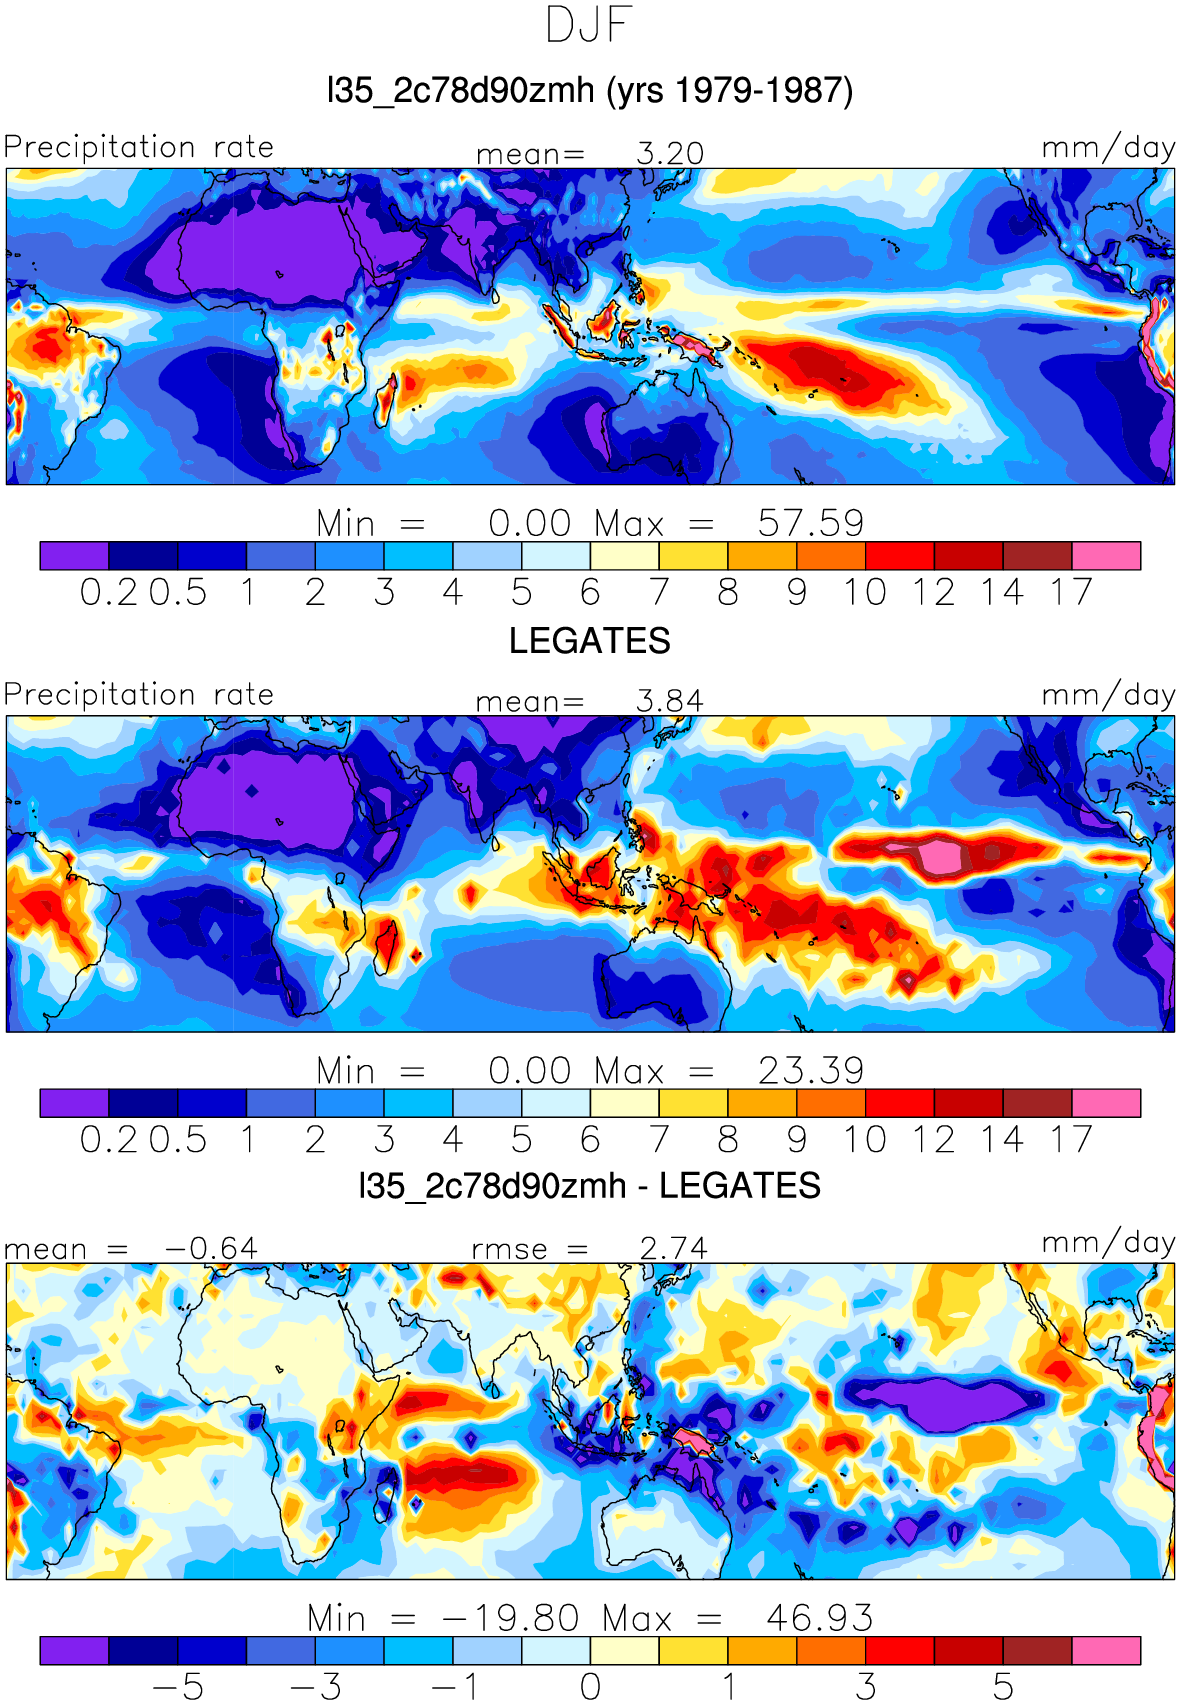 DJF
l35_2c78d90zmh (yrs 1979-1987)
Precipitation rate mean= 3.20 mm/day
Min = 0.00 Max = 57.59
0.2 0.5 1 2 3 4 5 6 7 8 9 10 12 14 17
LEGATES
Precipitation rate mean= 3.84 mm/day
Min = 0.00 Max = 23.39
0.2 0.5 1 2 3 4 5 6 7 8 9 10 12 14 17
l35_2c78d90zmh - LEGATES
mean = −0.64 rmse = 2.74 mm/day
Min = −19.80 Max = 46.93
−5 −3 −1 0 1 3 5